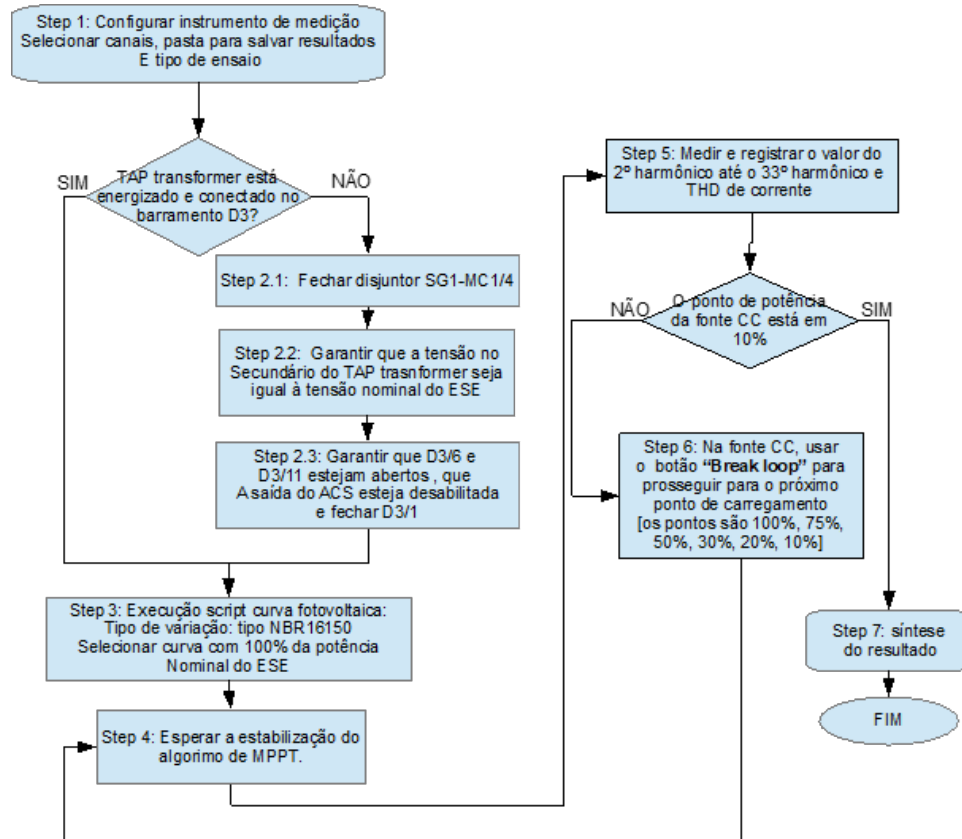 Step 1: Configurar instrumento de medição
Selecionar canais, pasta para salvar resultados
E tipo de ensaio
TAP transformer está
energizado e conectado no
barramento D3?
SIM
NÃO
Step 2.1: Fechar disjuntor SG1-MC1/4
Step 2.2: Garantir que a tensão no
Secundário do TAP trasnformer seja
igual à tensão nominal do ESE
Step 2.3: Garantir que D3/6 e
D3/11 estejam abertos , que
A saída do ACS esteja desabilitada
e fechar D3/1
Step 3: Execução script curva fotovoltaica:
Tipo de variação: tipo NBR16150
Selecionar curva com 100% da potência
Nominal do ESE
Step 4: Esperar a estabilização do
algorimo de MPPT.
Step 5: Medir e registrar o valor do
2º harmônico até o 33º harmônico e
THD de corrente
O ponto de potência
da fonte CC está em
10%
NÃO
SIM
Step 6: Na fonte CC, usar
o botão “Break loop” para
prosseguir para o próximo
ponto de carregamento
[os pontos são 100%, 75%,
50%, 30%, 20%, 10%]
Step 7: síntese
do resultado
FIM